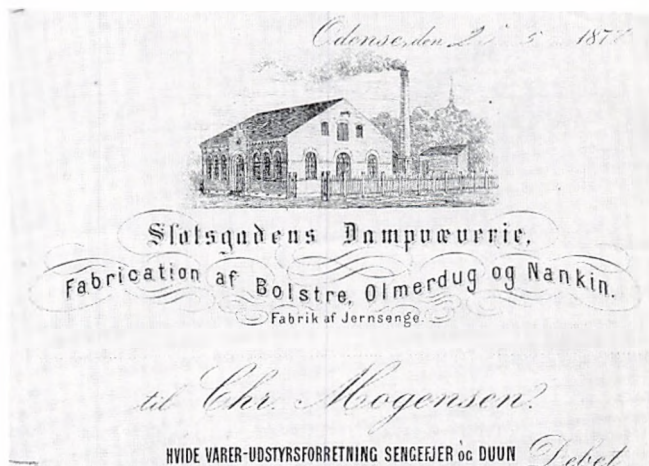 Odense, den 2 5 187
Slotsgadens Dampvæverie,
Fabrication af Bolstre, Olmerdug og Nankin.
Fabrik af Jernsenge.
til Chr. Mogensen.
HVIDE VARER-UDSTYRSFORRETNING SENGEFJER og DUUN Debet